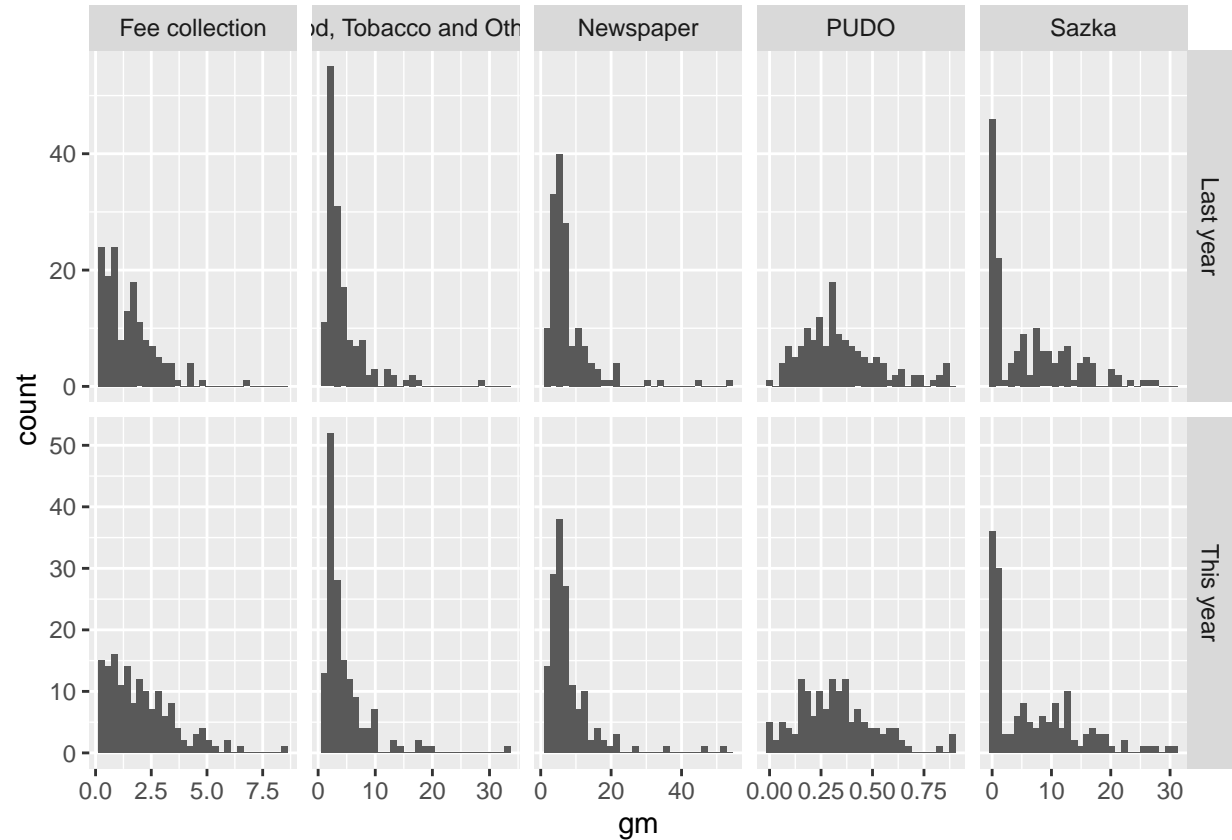 Fee collection
od, Tobacco and Oth
Newspaper
PUDO
Sazka
40
20
0
Last year
count
50
40
30
20
10
0
This year
0.0 2.5 5.0 7.5
0 10 20 30
0 20 40
0.00 0.25 0.50 0.75
0 10 20 30
gm